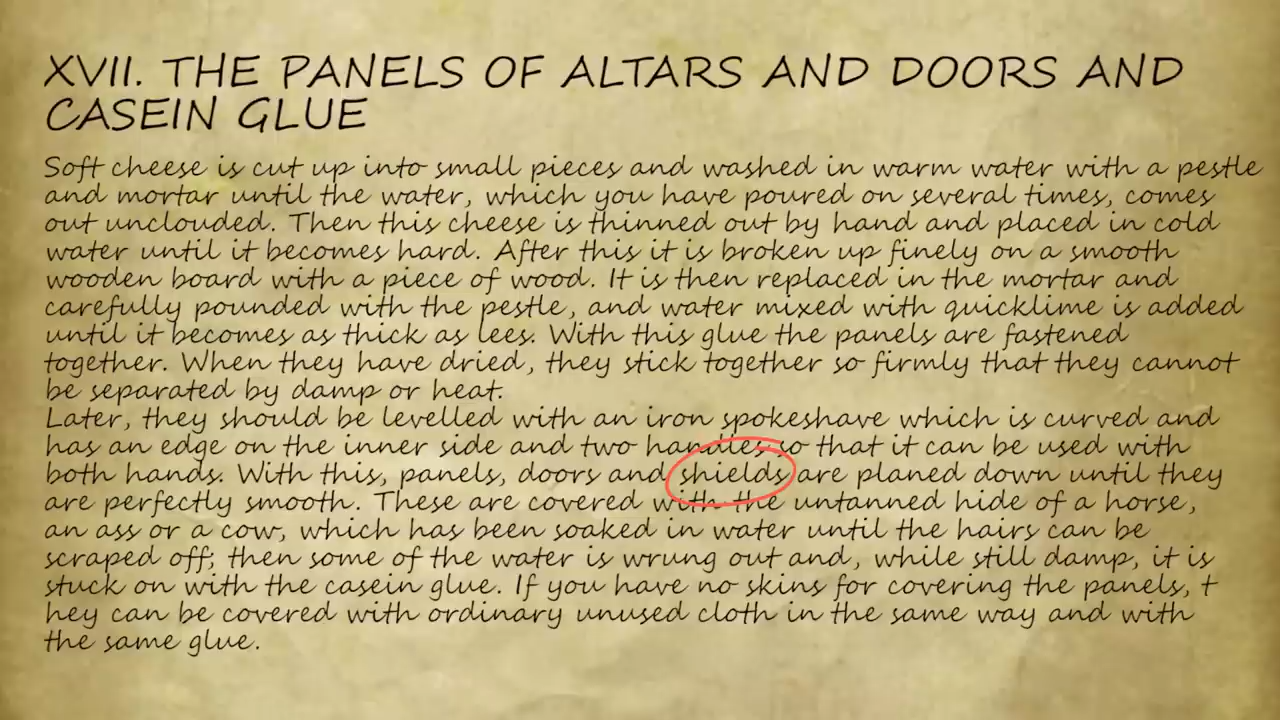 XVII. THE PANELS OF ALTARS AND DOORS AND
CASEIN GLUE
Soft cheese is cut up into small pieces and washed in warm water with a pestle
and mortar until the water, which you have poured on several times, comes
out unclouded. Then this cheese is thinned out by hand and placed in cold
water until it becomes hard. After this it is broken up finely on a smooth
wooden board with a piece of wood. It is then replaced in the mortar and
carefully pounded with the pestle, and water mixed with quicklime is added
until it becomes as thick as lees. With this glue the panels are fastened
together. When they have dried, they stick together so firmly that they cannot
be separated by damp or heat.
Later, they should be levelled with an iron spokeshave which is curved and
has an edge on the inner side and two handles so that it can be used with
both hands. With this, panels, doors and shields are planed down until they
are perfectly smooth. These are covered with the untanned hide of a horse,
an ass or a cow, which has been soaked in water until the hairs can be
scraped off; then some of the water is wrung out and, while still damp, it is
stuck on with the casein glue. If you have no skins for covering the panels, t
hey can be covered with ordinary unused cloth in the same way and with
the same glue.